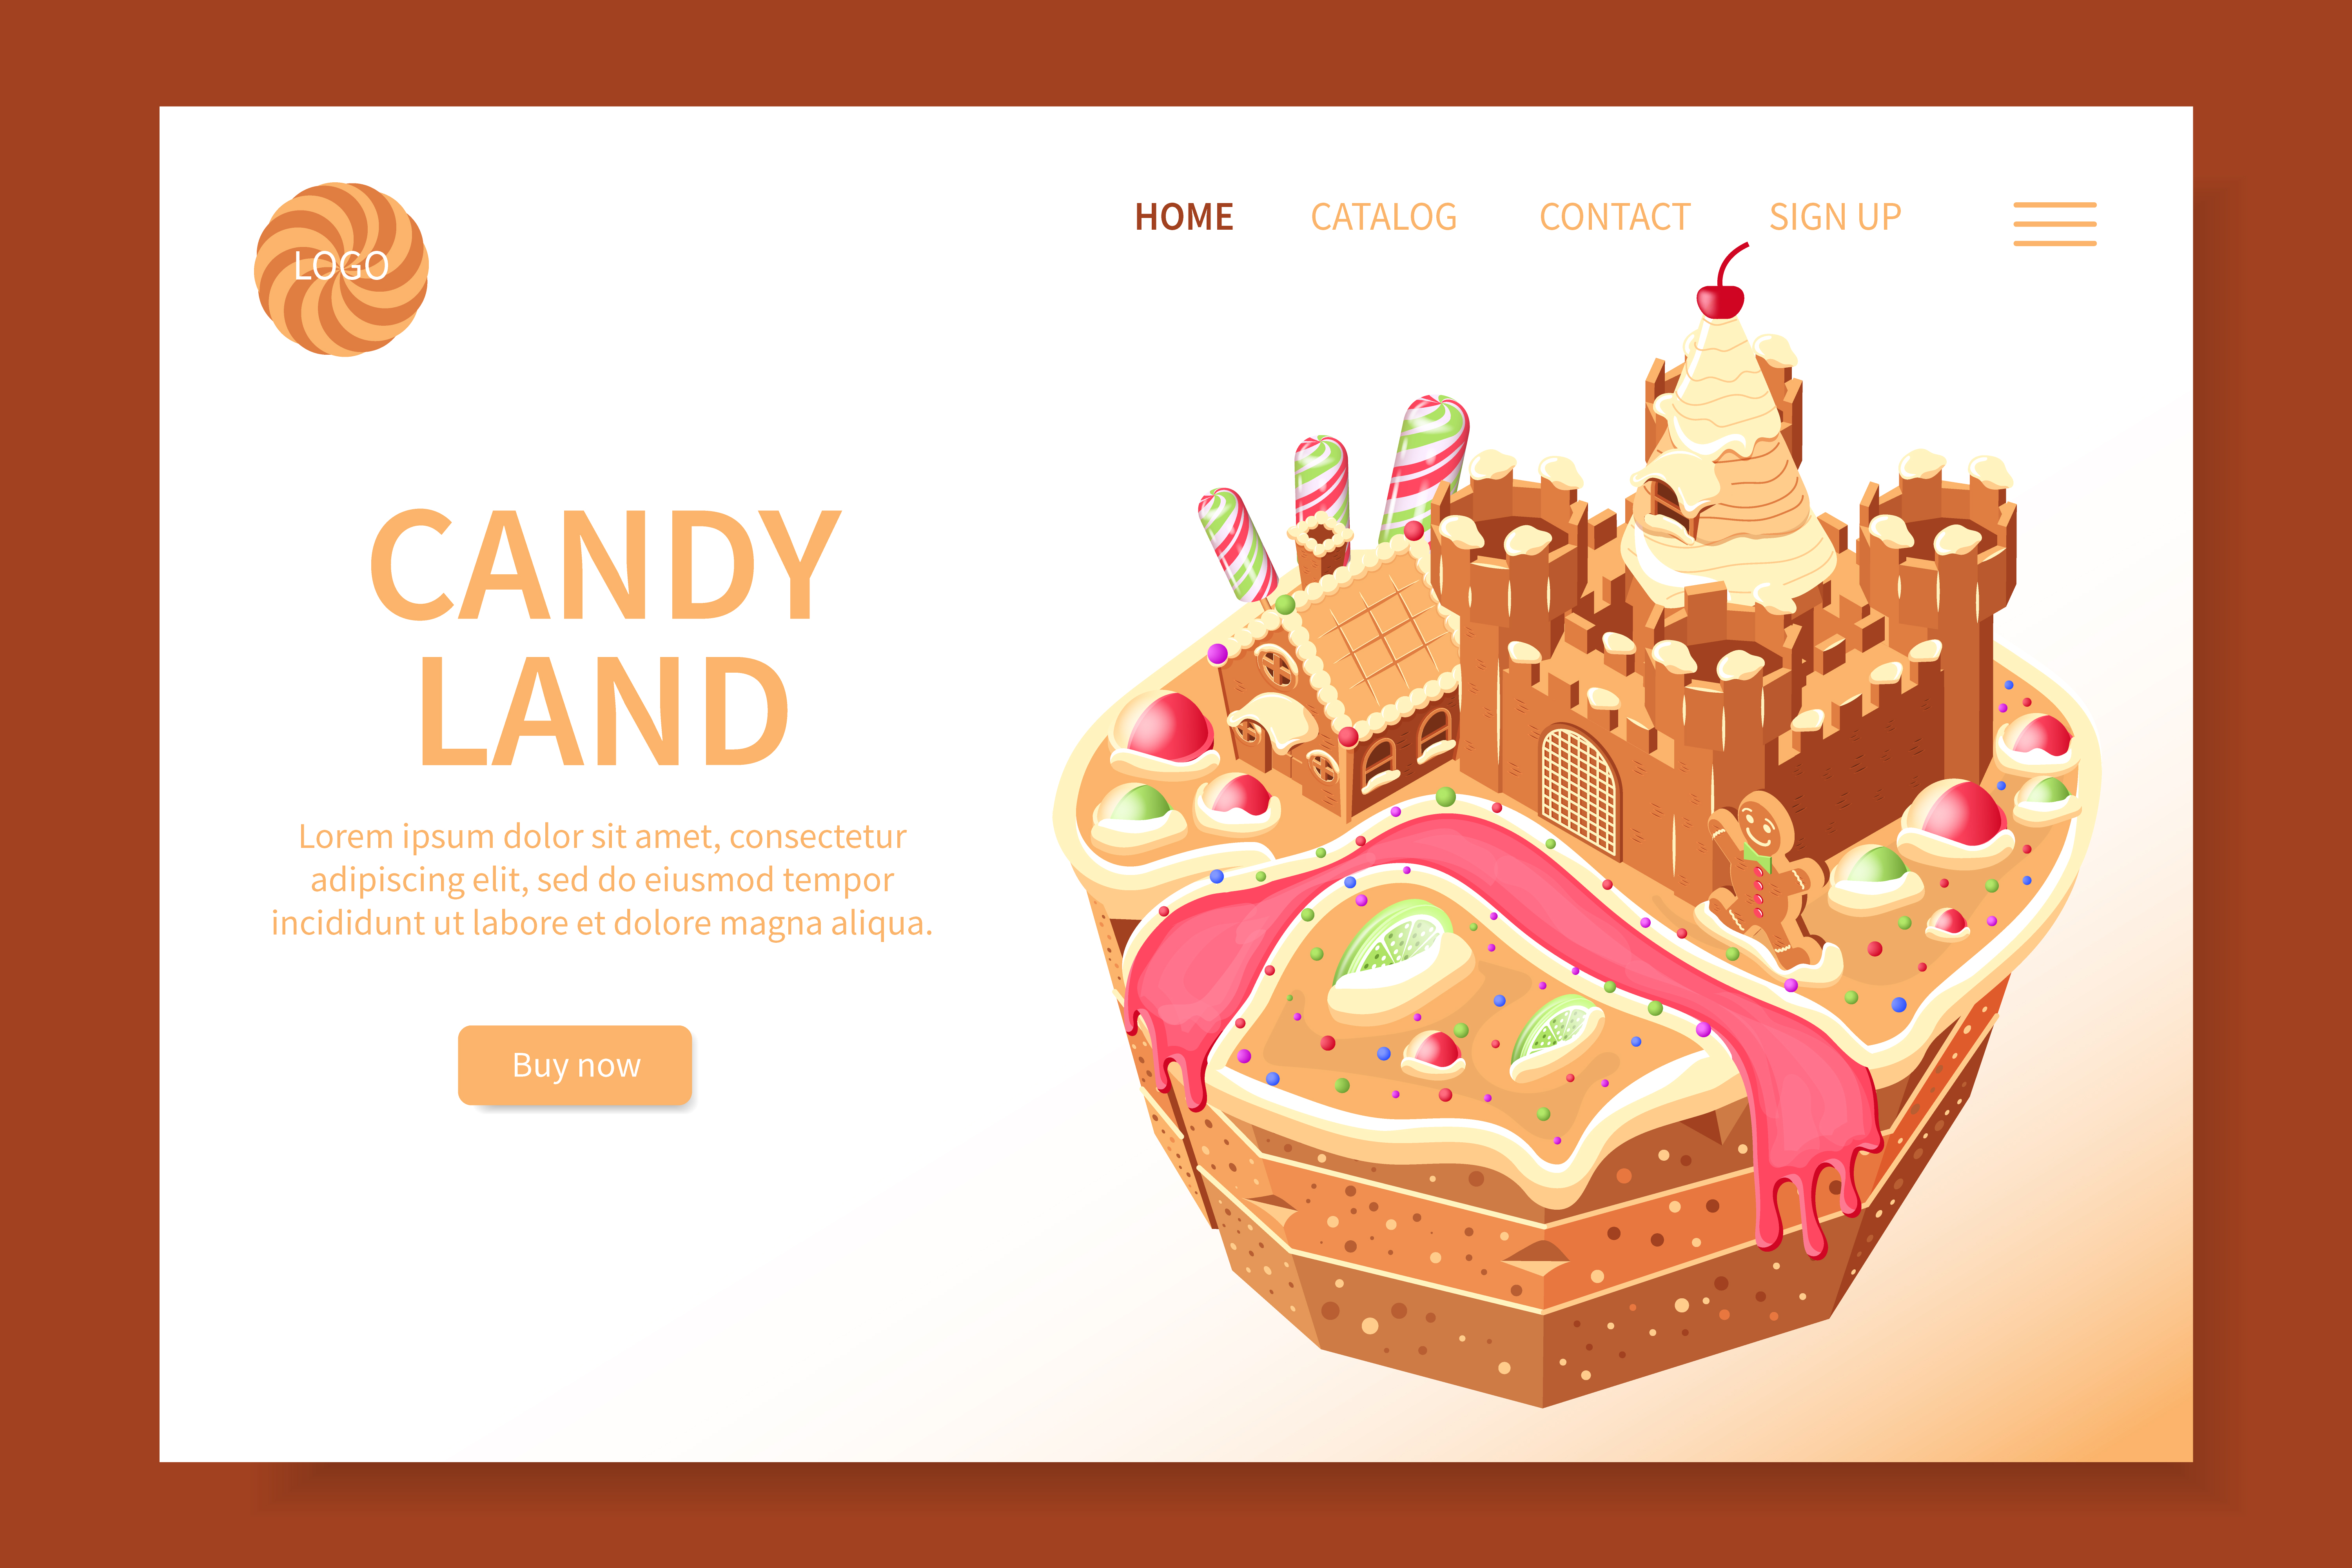 LOGO
HOME CATALOG CONTACT SIGN UP
CANDY
LAND
Lorem ipsum dolor sit amet, consectetur
adipiscing elit, sed do eiusmod tempor
incididunt ut labore et dolore magna aliqua.
Buy now